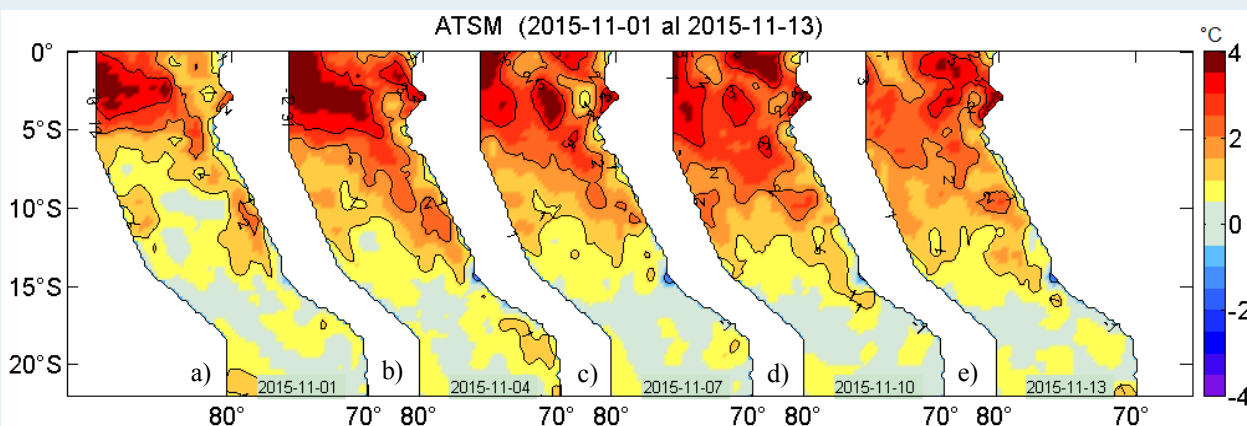 ATSM (2015-11-01 al 2015-11-13)
°C
0°
5°S
10°S
15°S
20°S
a) 2015-11-01
b) 2015-11-04
c) 2015-11-07
d) 2015-11-10
e) 2015-11-13
80° 70° 80° 70° 80° 70° 80° 70° 80° 70°
4
2
0
-2
-4